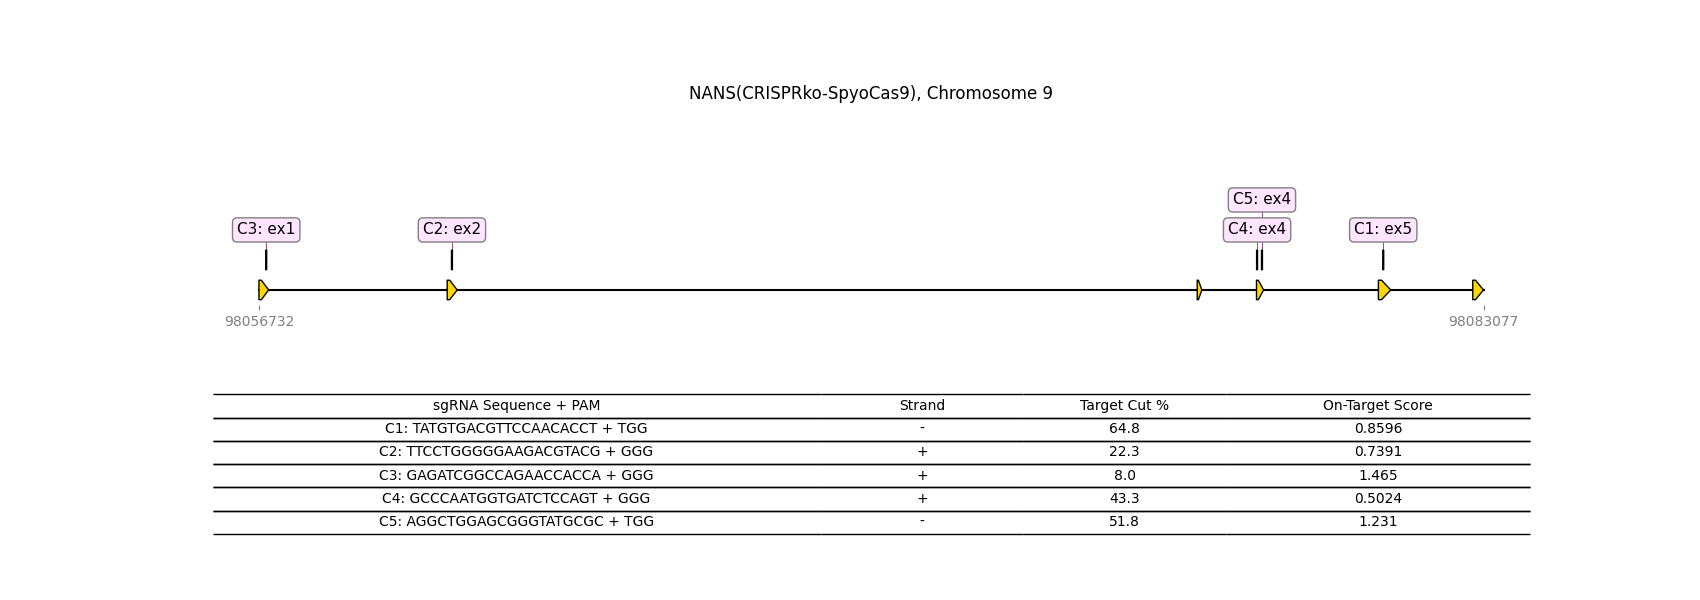 NANS(CRISPRko-SpyoCas9), Chromosome 9
C5: ex4
C3: ex1 C2: ex2 C4: ex4 C1: ex5
98056732 98083077
sgRNA Sequence + PAM Strand Target Cut % On-Target Score
C1: TATGTGACGTTCCAACACCT + TGG - 64.8 0.8596
C2: TTCCTGGGGGAAGACGTACG + GGG + 22.3 0.7391
C3: GAGATCGGCCAGAACCACCA + GGG + 8.0 1.465
C4: GCCCAATGGTGATCTCCAGT + GGG + 43.3 0.5024
C5: AGGCTGGAGCGGGTATGCGC + TGG - 51.8 1.231